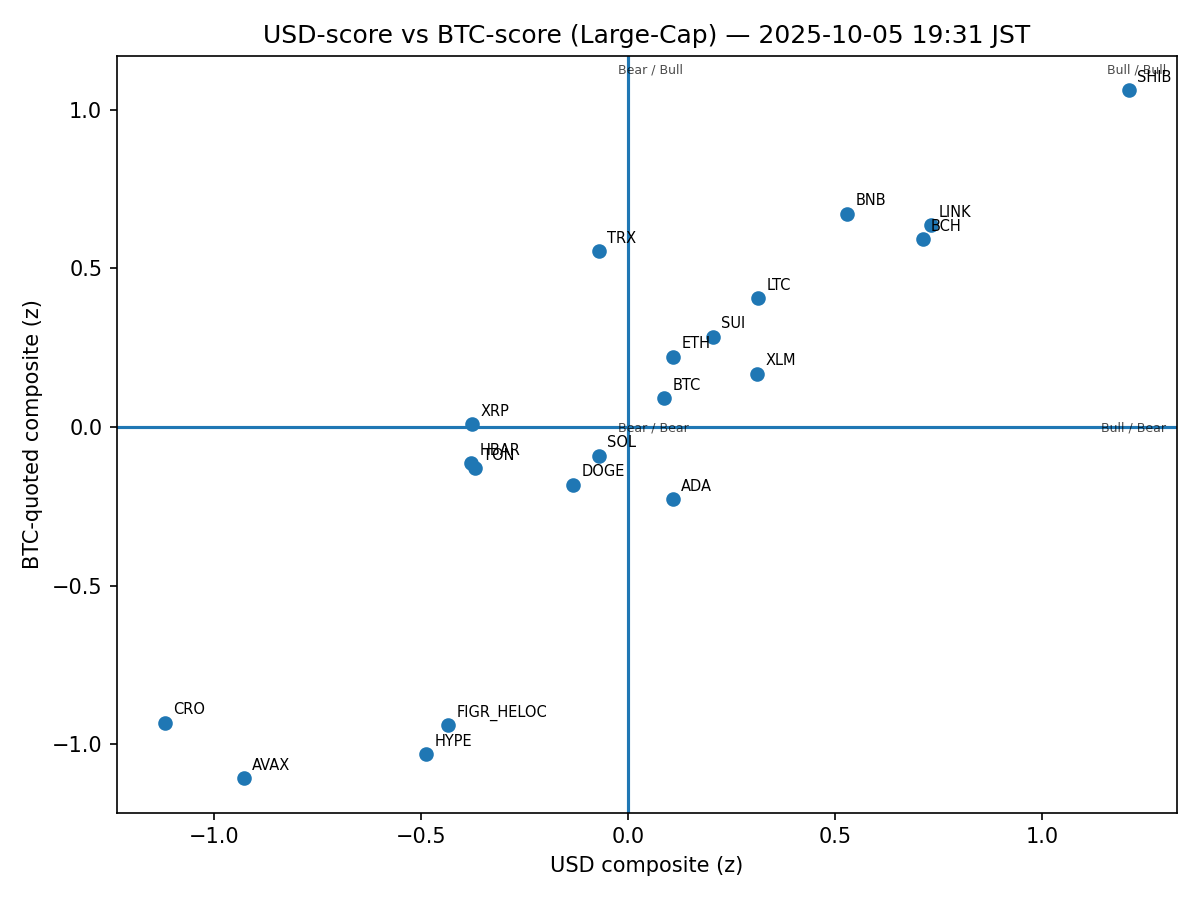 USD-score vs BTC-score (Large-Cap) — 2025-10-05 19:31 JST
Bear / Bull
Bull / Bull
SHIB
1.0
BNB
LINK
BCH
TRX
0.5
LTC
SUI
ETH
XLM
BTC
XRP
0.0
Bear / Bear
Bull / Bear
SOL
HBAR
TON
DOGE
ADA
−0.5
CRO
FIGR_HELOC
HYPE
−1.0
AVAX
−1.0
−0.5
0.0
0.5
1.0
USD composite (z)
BTC-quoted composite (z)